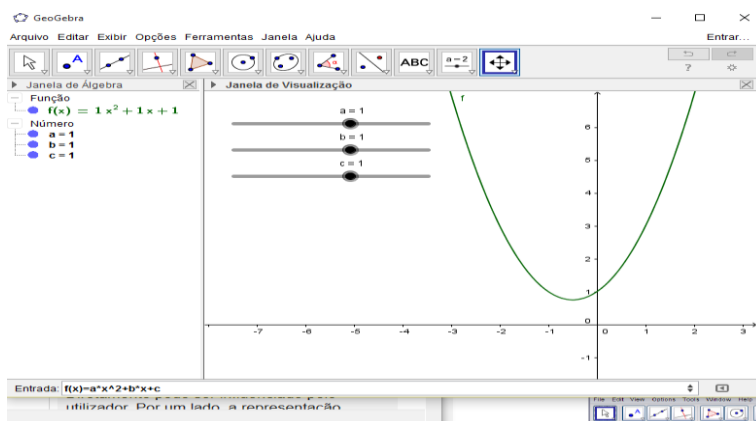 GeoGebra
Arquivo Editar Exibir Opções Ferramentas Janela Ajuda
Entrar...
ABC
a=2
?
Janela de Álgebra
Janela de Visualização
Função
f(x) = 1 x² + 1 x + 1
Número
a = 1
b = 1
c = 1
a = 1
b = 1
c = 1
f
6
5
4
3
2
1
0
-1
-7 -6 -5 -4 -3 -2 -1 0 1 2 3
Entrada: f(x)=a*x^2+b*x+c
utilizador. Por um lado, a representação
File Edit View Options Tools Window Help